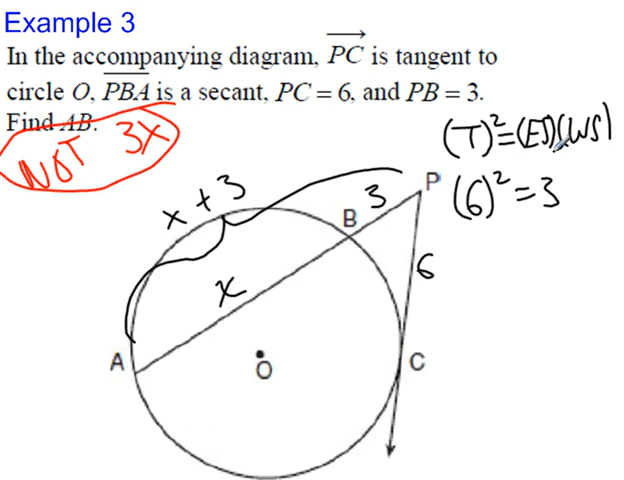 Example 3
In the accompanying diagram, PC is tangent to
circle O, PBA is a secant, PC = 6, and PB = 3.
Find AB.
NOT 3x
(T)²=(ES)(WS)
(6)²=3
x + 3
3
P
B
x
6
A
O
C